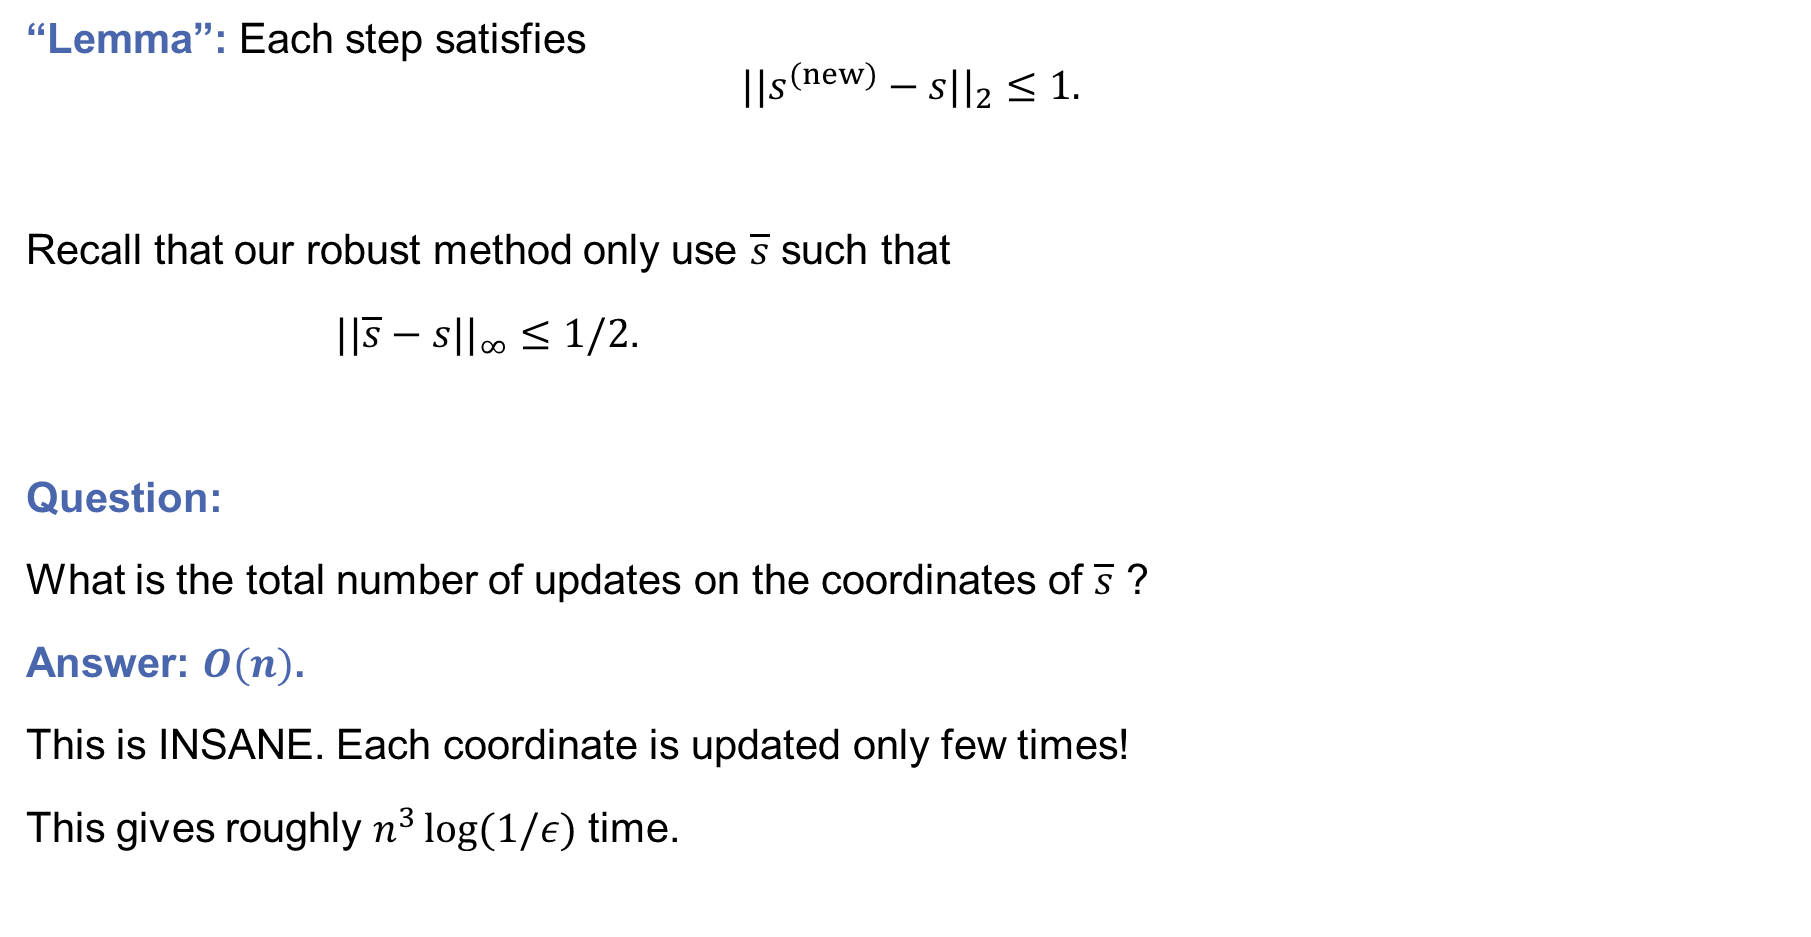 “Lemma”: Each step satisfies
||s^(new) − s||₂ ≤ 1.
Recall that our robust method only use s̅ such that
||s̅ − s||∞ ≤ 1/2.
Question:
What is the total number of updates on the coordinates of s̅ ?
Answer: O(n).
This is INSANE. Each coordinate is updated only few times!
This gives roughly n³ log(1/ϵ) time.